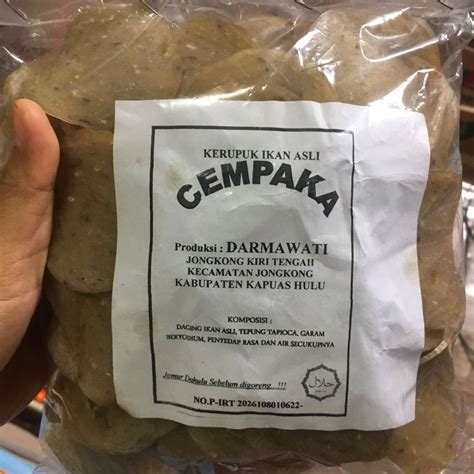 KERUPUK IKAN ASLI
CEMPAKA
Produksi : DARMAWATI
JONGKONG KIRI TENGAH
KECAMATAN JONGKONG
KABUPATEN KAPUAS HULU
KOMPOSISI :
DAGING IKAN ASLI, TEPUNG TAPIOCA, GARAM
BERYODIUM, PENYEDAP RASA DAN AIR SECUKUPNYA
Jemur Dahulu Sebelum digoreng...!!!
حلال
NO.P-IRT 2026108010622-